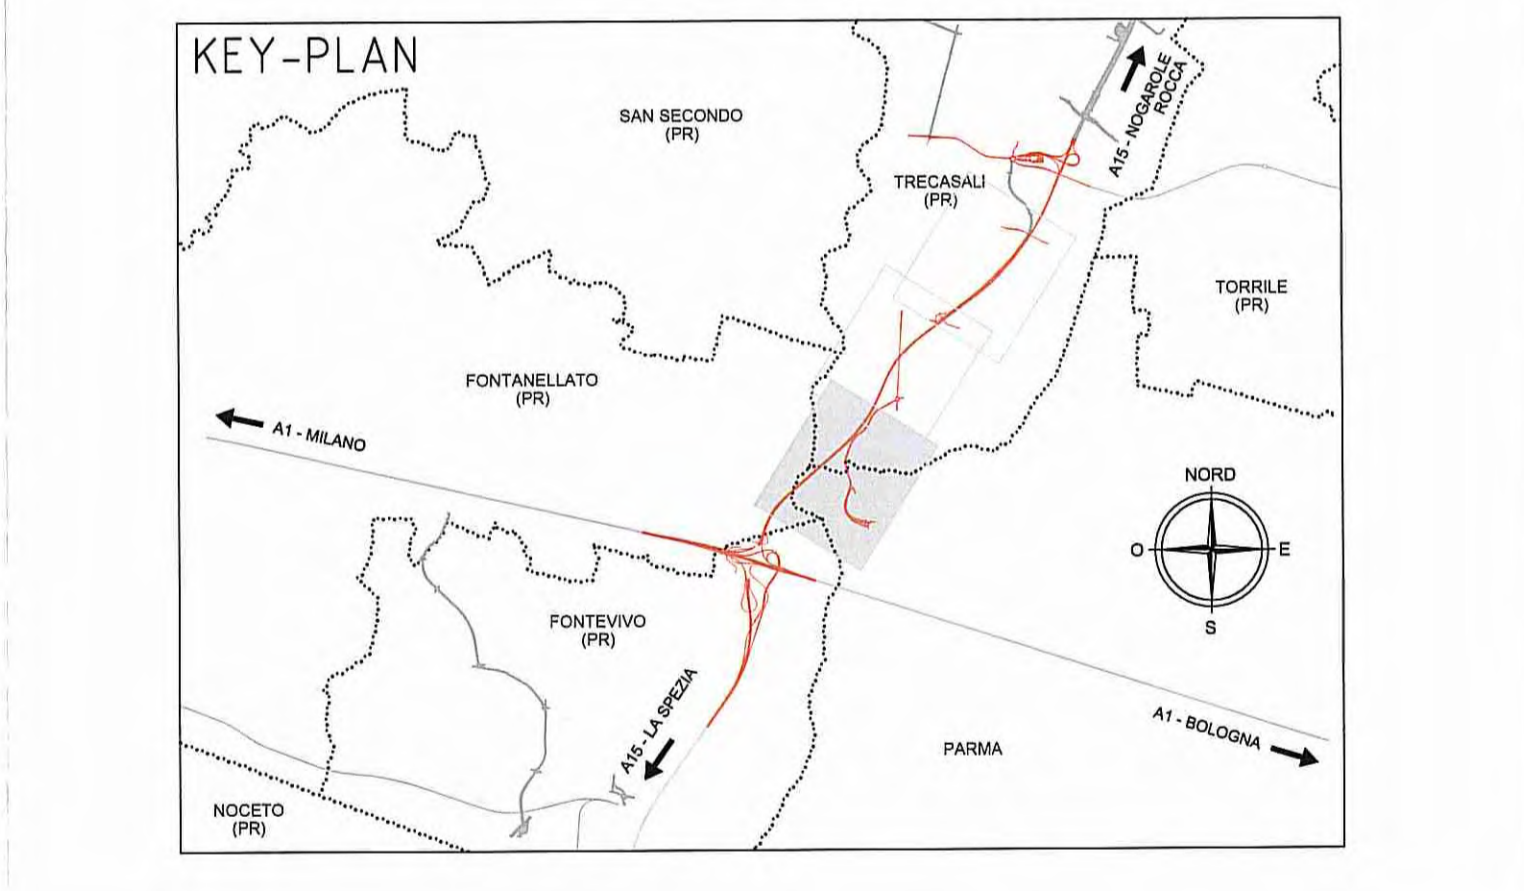 KEY-PLAN
SAN SECONDO
(PR)
A15 - NOGAROLE
ROCCA
TRECASALI
(PR)
TORRILE
(PR)
FONTANELLATO
(PR)
A1 - MILANO
NORD
O
E
S
FONTEVIVO
(PR)
A15 - LA SPEZIA
A1 - BOLOGNA
PARMA
NOCETO
(PR)